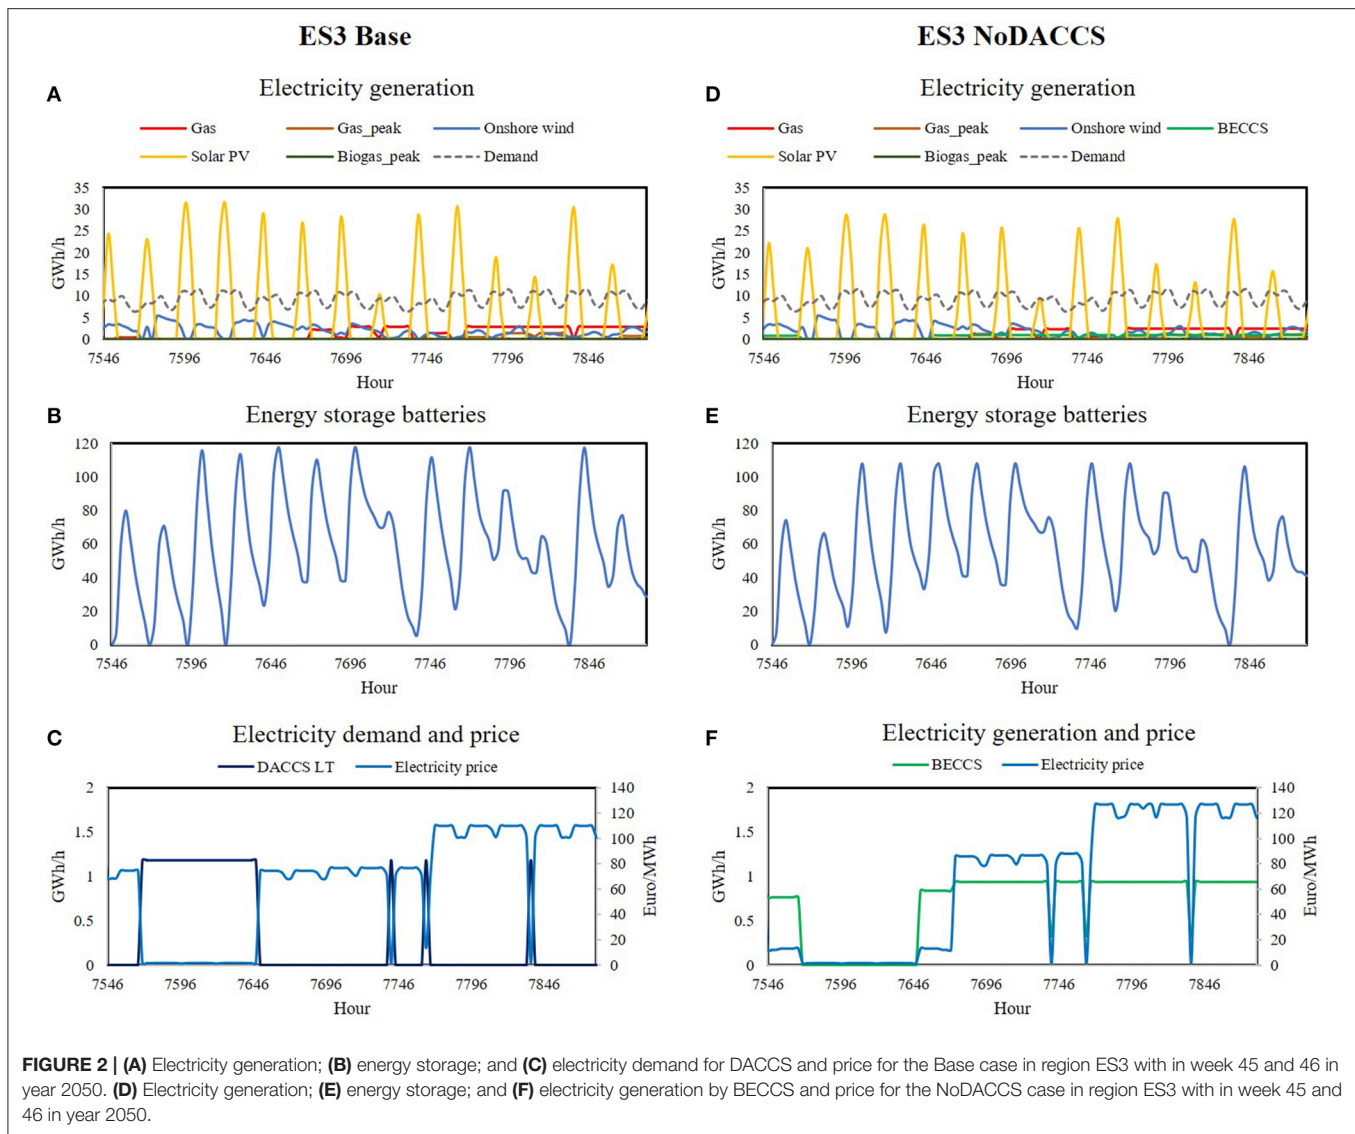 ES3 Base
ES3 NoDACCS
A
Electricity generation
Gas Gas_peak Onshore wind
Solar PV Biogas_peak Demand
35
30
25
20
15
10
5
0
GWh/h
7546 7596 7646 7696 7746 7796 7846
Hour
D
Electricity generation
Gas Gas_peak Onshore wind BECCS
Solar PV Biogas_peak Demand
35
30
25
20
15
10
5
0
GWh/h
7546 7596 7646 7696 7746 7796 7846
Hour
B
Energy storage batteries
120
100
80
60
40
20
0
GWh/h
7546 7596 7646 7696 7746 7796 7846
Hour
E
Energy storage batteries
120
100
80
60
40
20
0
GWh/h
7546 7596 7646 7696 7746 7796 7846
Hour
C
Electricity demand and price
DACCS LT Electricity price
2
1.5
1
0.5
0
GWh/h
140
120
100
80
60
40
20
0
Euro/MWh
7546 7596 7646 7696 7746 7796 7846
Hour
F
Electricity generation and price
BECCS Electricity price
2
1.5
1
0.5
0
GWh/h
140
120
100
80
60
40
20
0
Euro/MWh
7546 7596 7646 7696 7746 7796 7846
Hour
FIGURE 2 | (A) Electricity generation; (B) energy storage; and (C) electricity demand for DACCS and price for the Base case in region ES3 with in week 45 and 46 in
year 2050. (D) Electricity generation; (E) energy storage; and (F) electricity generation by BECCS and price for the NoDACCS case in region ES3 with in week 45 and
46 in year 2050.